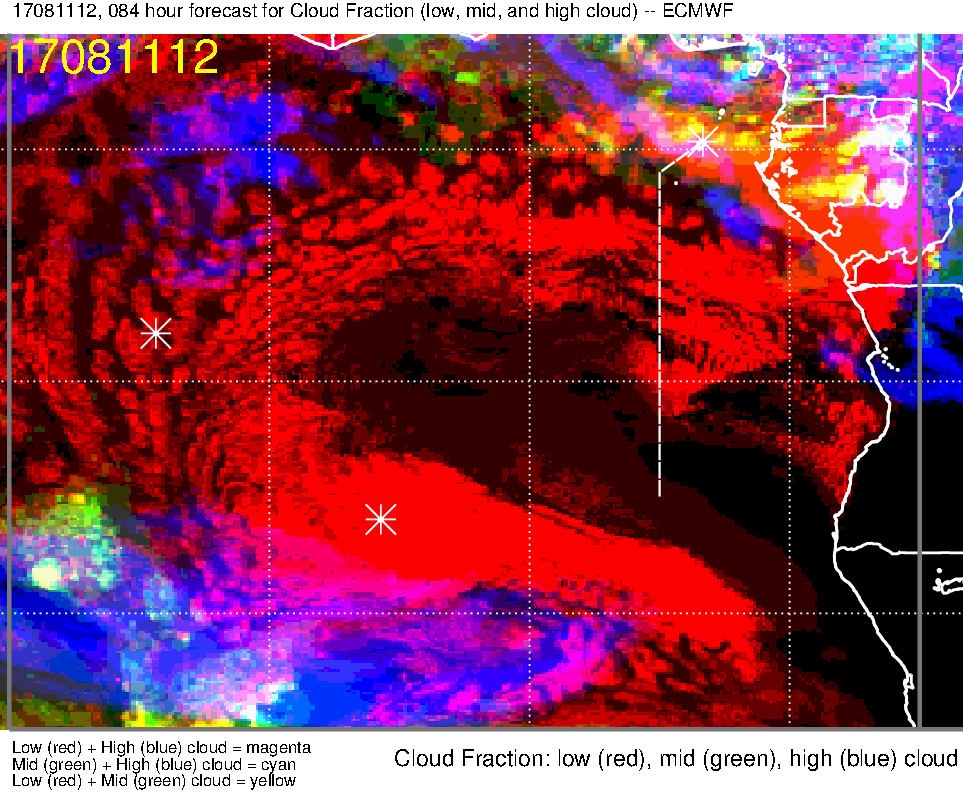 17081112, 084 hour forecast for Cloud Fraction (low, mid, and high cloud) -- ECMWF
17081112
Low (red) + High (blue) cloud = magenta
Mid (green) + High (blue) cloud = cyan
Low (red) + Mid (green) cloud = yellow
Cloud Fraction: low (red), mid (green), high (blue) cloud